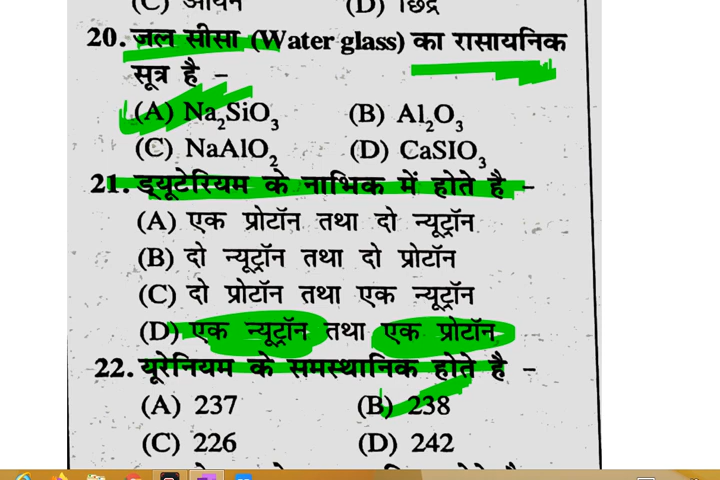 (C) आयन (D) छिद्र
20. जल सीसा (Water glass) का रासायनिक
सूत्र है –
(A) Na₂SiO₃ (B) Al₂O₃
(C) NaAlO₂ (D) CaSIO₃
21. ड्यूटेरियम के नाभिक में होते है –
(A) एक प्रोटॉन तथा दो न्यूट्रॉन
(B) दो न्यूट्रॉन तथा दो प्रोटॉन
(C) दो प्रोटॉन तथा एक न्यूट्रॉन
(D) एक न्यूट्रॉन तथा एक प्रोटॉन
22. यूरेनियम के समस्थानिक होते है –
(A) 237 (B) 238
(C) 226 (D) 242